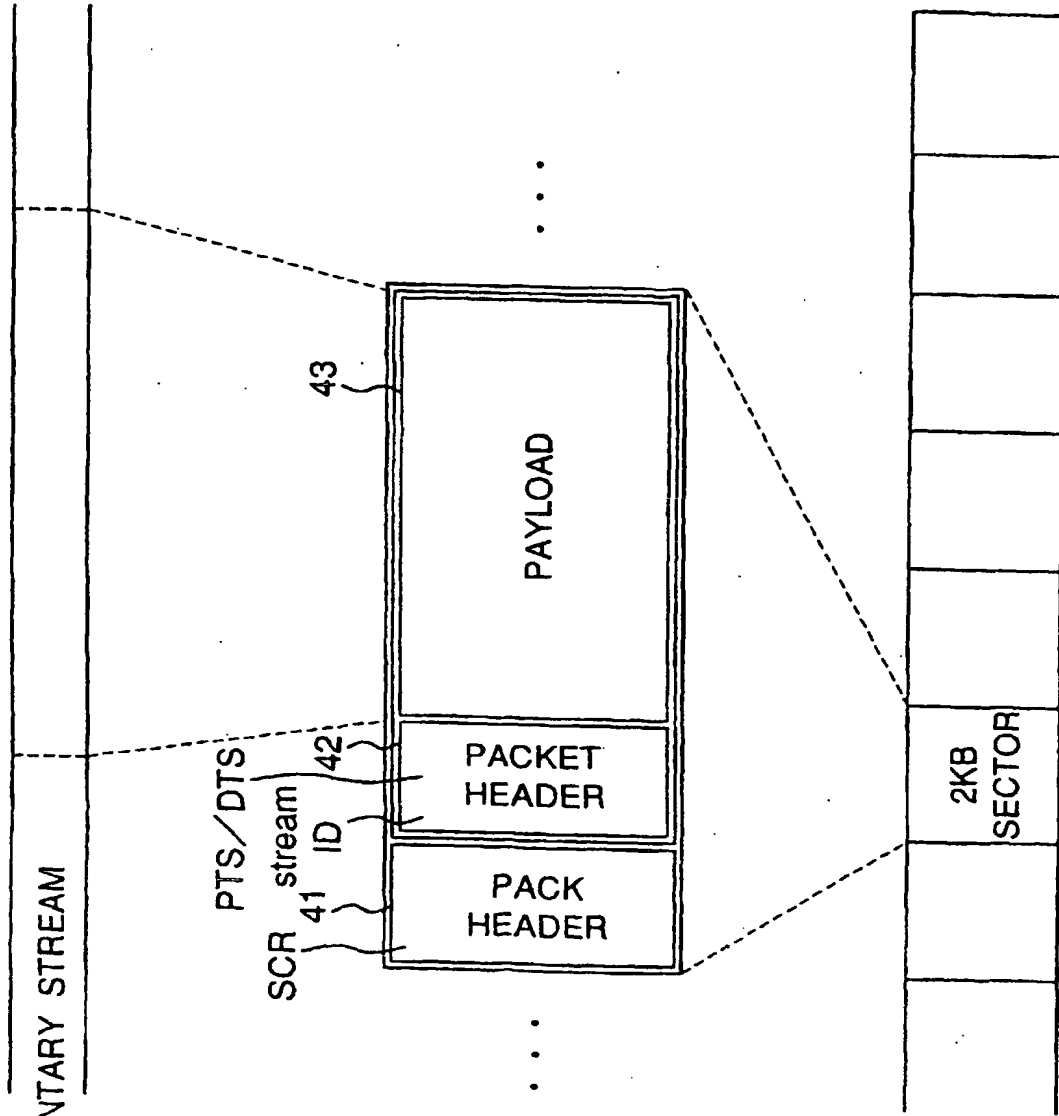 NTARY STREAM
PTS/DTS
stream
ID
SCR
41
42
43
PACK
HEADER
PACKET
HEADER
PAYLOAD
2KB
SECTOR